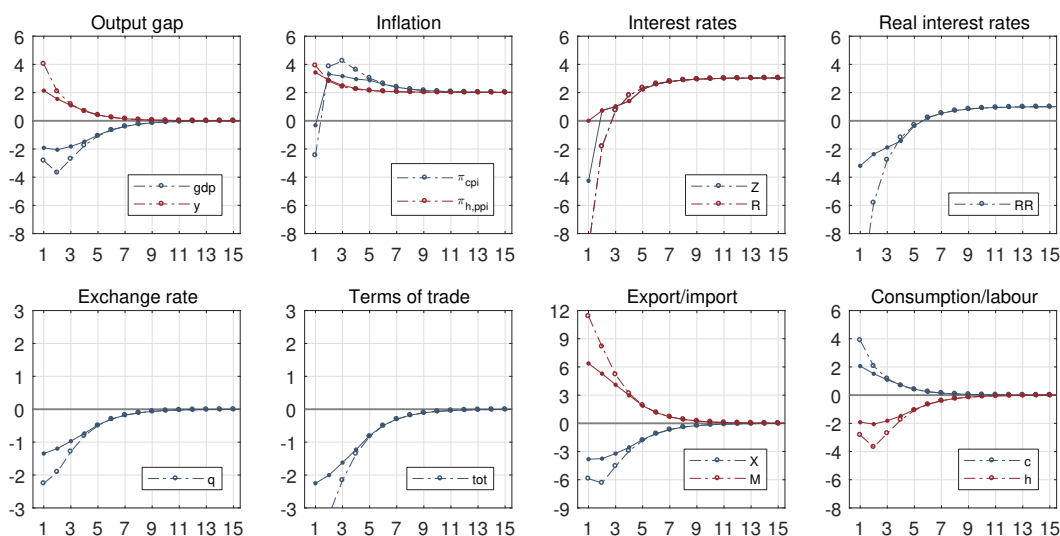 Output gap
Inflation
Interest rates
Real interest rates
6
4
2
0
-2
-4
-6
-8
gdp
y
1 3 5 7 9 11 13 15
6
4
2
0
-2
-4
-6
-8
πcpi
πh,ppi
1 3 5 7 9 11 13 15
6
4
2
0
-2
-4
-6
-8
Z
R
1 3 5 7 9 11 13 15
6
4
2
0
-2
-4
-6
-8
RR
1 3 5 7 9 11 13 15
Exchange rate
Terms of trade
Export/import
Consumption/labour
3
2
1
0
-1
-2
-3
q
1 3 5 7 9 11 13 15
3
2
1
0
-1
-2
-3
tot
1 3 5 7 9 11 13 15
12
9
6
3
0
-3
-6
-9
X
M
1 3 5 7 9 11 13 15
6
4
2
0
-2
-4
-6
-8
c
h
1 3 5 7 9 11 13 15